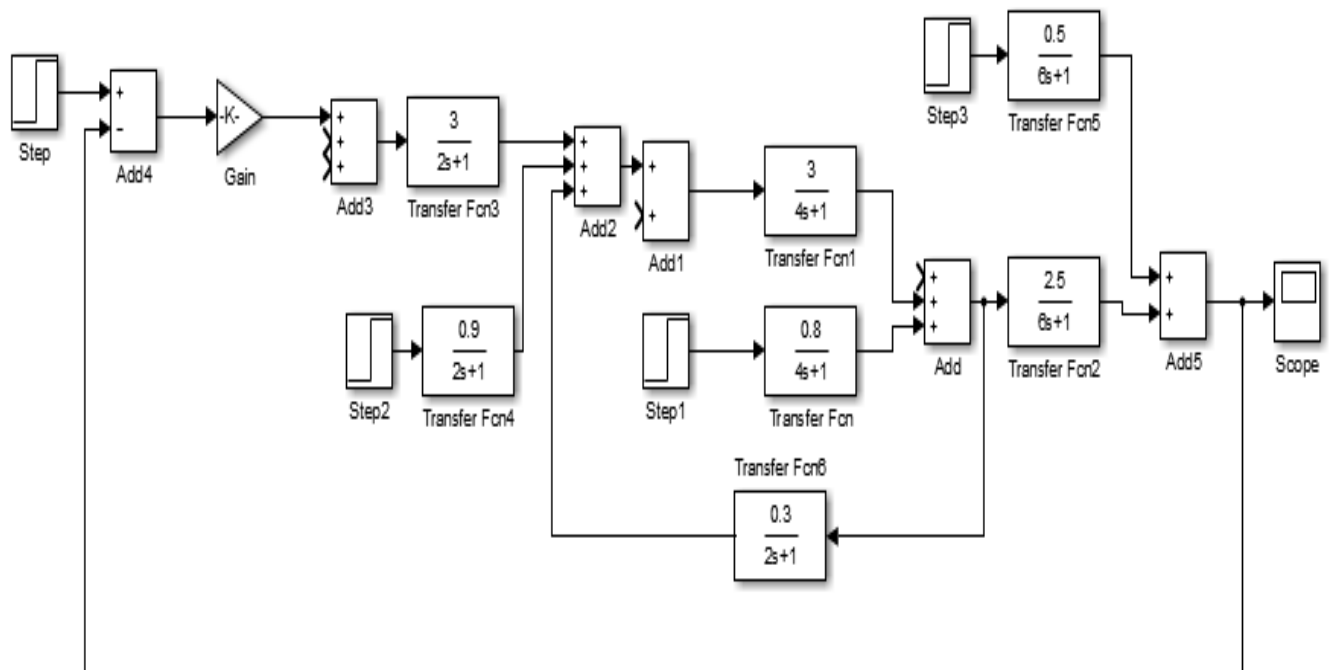 Step
+
−
Add4
-K-
Gain
+
+
+
Add3
3
2s+1
Transfer Fcn3
Step2
0.9
2s+1
Transfer Fcn4
+
+
+
Add2
+
+
Add1
3
4s+1
Transfer Fcn1
Step1
0.8
4s+1
Transfer Fcn
+
+
+
Add
Step3
0.5
6s+1
Transfer Fcn5
2.5
6s+1
Transfer Fcn2
+
+
Add5
Scope
Transfer Fcn6
0.3
2s+1